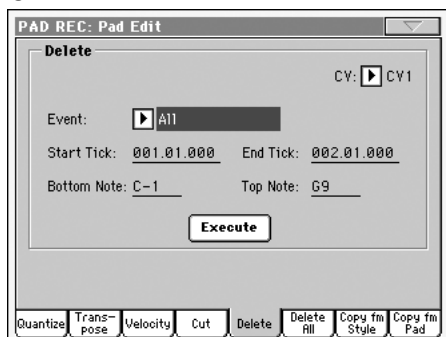 PAD REC: Pad Edit
Delete
CV: CV1
Event: All
Start Tick: 001.01.000 End Tick: 002.01.000
Bottom Note: C-1 Top Note: G9
Execute
Quantize Trans-pose Velocity Cut Delete Delete All Copy fm Style Copy fm Pad